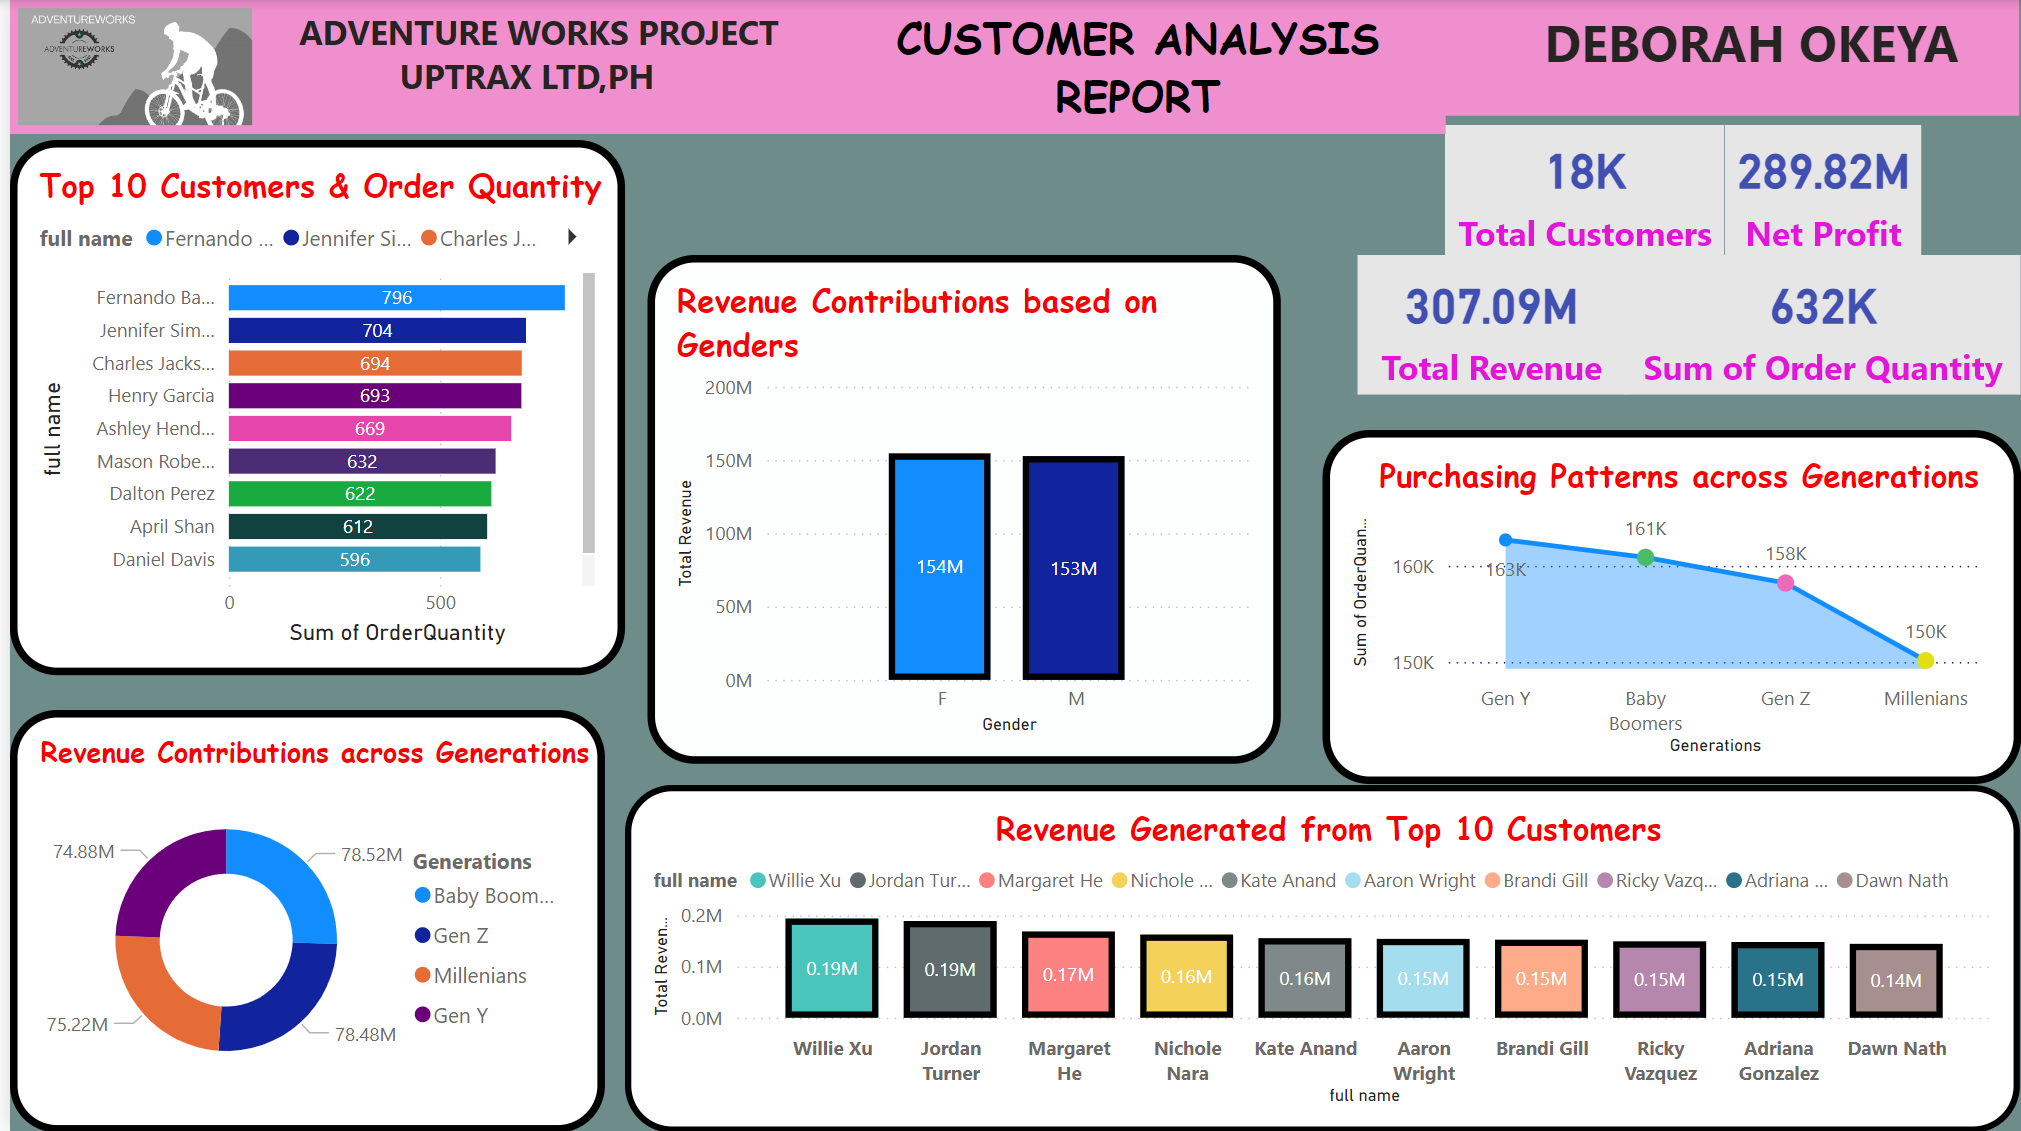 ADVENTUREWORKS
ADVENTUREWORKS
ADVENTURE WORKS PROJECT
UPTRAX LTD,PH
CUSTOMER ANALYSIS
REPORT
DEBORAH OKEYA
18K
Total Customers
289.82M
Net Profit
307.09M
Total Revenue
632K
Sum of Order Quantity
Top 10 Customers & Order Quantity
full name Fernando ... Jennifer Si... Charles J...
full name
Fernando Ba... 796
Jennifer Sim... 704
Charles Jacks... 694
Henry Garcia 693
Ashley Hend... 669
Mason Robe... 632
Dalton Perez 622
April Shan 612
Daniel Davis 596
0 500
Sum of OrderQuantity
Revenue Contributions based on
Genders
Total Revenue
200M
150M
100M
50M
0M
154M 153M
F M
Gender
Purchasing Patterns across Generations
Sum of OrderQuan...
160K
150K
163K
161K
158K
150K
Gen Y Baby Gen Z Millenians
Boomers
Generations
Revenue Contributions across Generations
74.88M
78.52M
75.22M
78.48M
Generations
Baby Boom...
Gen Z
Millenians
Gen Y
Revenue Generated from Top 10 Customers
full name Willie Xu Jordan Tur... Margaret He Nichole ... Kate Anand Aaron Wright Brandi Gill Ricky Vazq... Adriana ... Dawn Nath
Total Reven...
0.2M
0.1M
0.0M
0.19M 0.19M 0.17M 0.16M 0.16M 0.15M 0.15M 0.15M 0.15M 0.14M
Willie Xu Jordan Margaret Nichole Kate Anand Aaron Brandi Gill Ricky Adriana Dawn Nath
Turner He Nara Wright Vazquez Gonzalez
full name